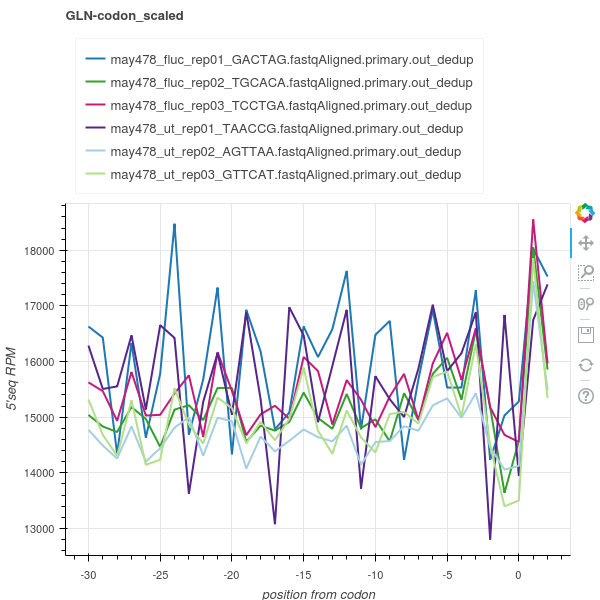 GLN-codon_scaled
may478_fluc_rep01_GACTAG.fastqAligned.primary.out_dedup
may478_fluc_rep02_TGCACA.fastqAligned.primary.out_dedup
may478_fluc_rep03_TCCTGA.fastqAligned.primary.out_dedup
may478_ut_rep01_TAACCG.fastqAligned.primary.out_dedup
may478_ut_rep02_AGTTAA.fastqAligned.primary.out_dedup
may478_ut_rep03_GTTCAT.fastqAligned.primary.out_dedup
18000
17000
16000
15000
14000
13000
5'seq RPM
-30 -25 -20 -15 -10 -5 0
position from codon